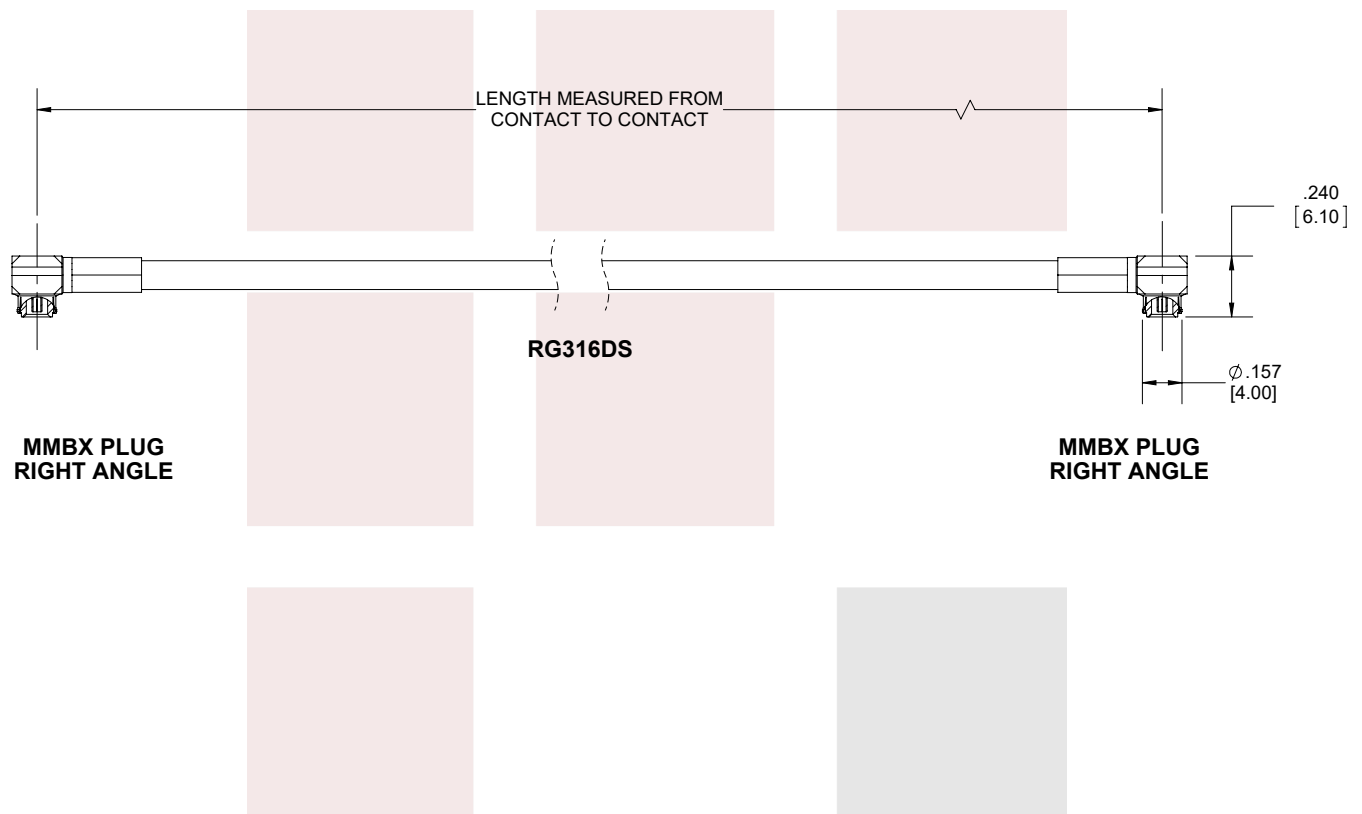 LENGTH MEASURED FROM
CONTACT TO CONTACT
.240
[6.10]
RG316DS
⌀.157
[4.00]
MMBX PLUG
RIGHT ANGLE
MMBX PLUG
RIGHT ANGLE